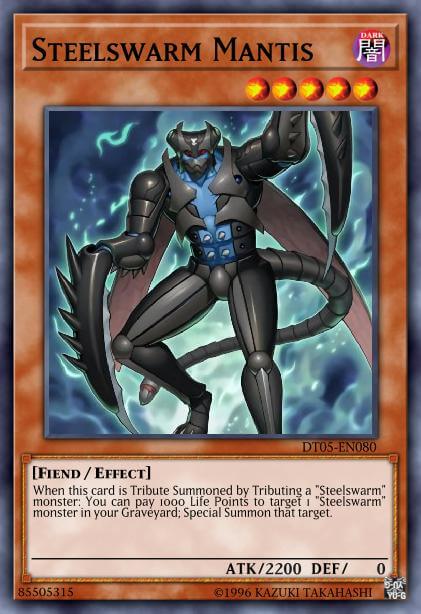 STEELSWARM MANTIS
DARK
闇
DT05-EN080
[FIEND / EFFECT]
When this card is Tribute Summoned by Tributing a "Steelswarm"
monster: You can pay 1000 Life Points to target 1 "Steelswarm"
monster in your Graveyard; Special Summon that target.
ATK/2200 DEF/ 0
85505315
©1996 KAZUKI TAKAHASHI